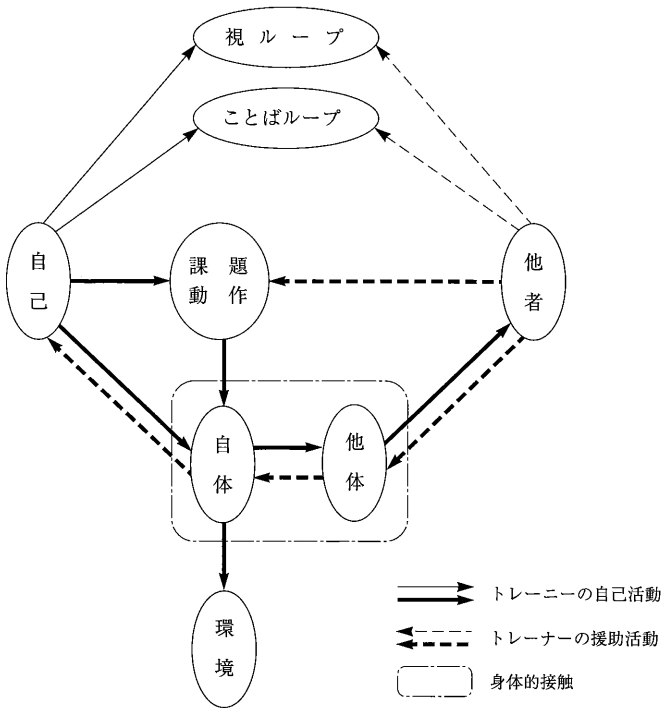 視ループ
ことばループ
自己
課題
動作
他者
自体
他体
環境
トレーニーの自己活動
トレーナーの援助活動
身体的接触